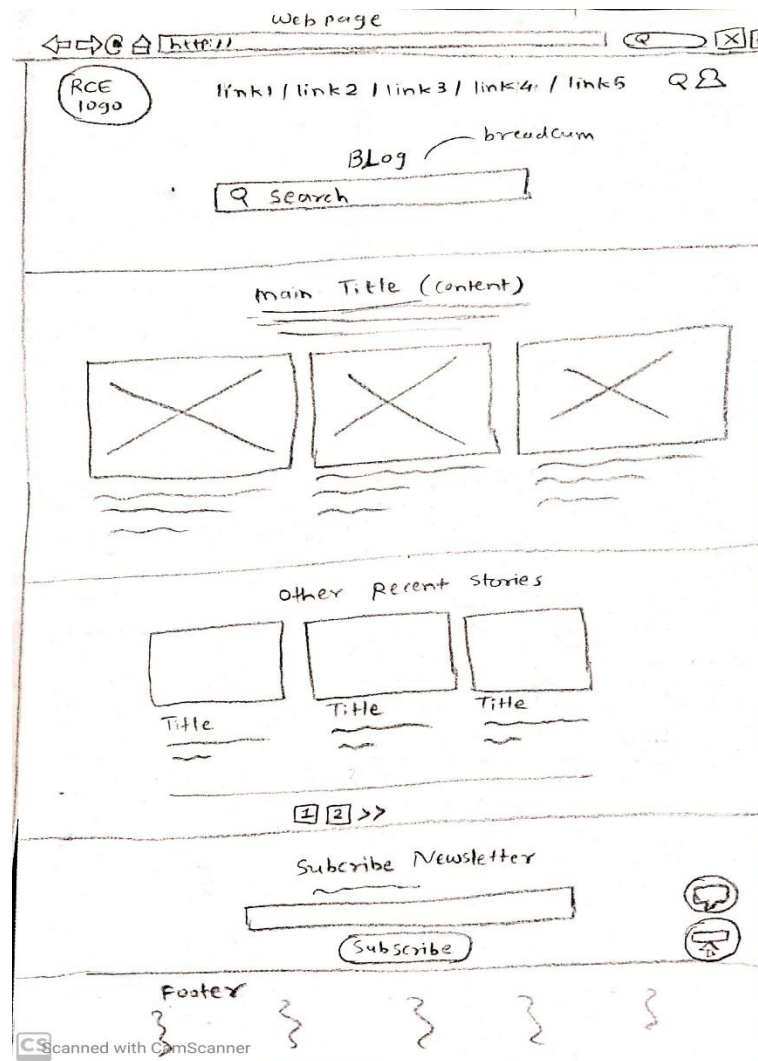 Web page
http://
RCE
logo
link1 / link2 / link3 / link4 / link5
breadcum
BLog
search
Main Title (content)
other Recent Stories
Title Title Title
1 2 >>
Subcribe Newsletter
Subscribe
Footer
CS Scanned with CamScanner